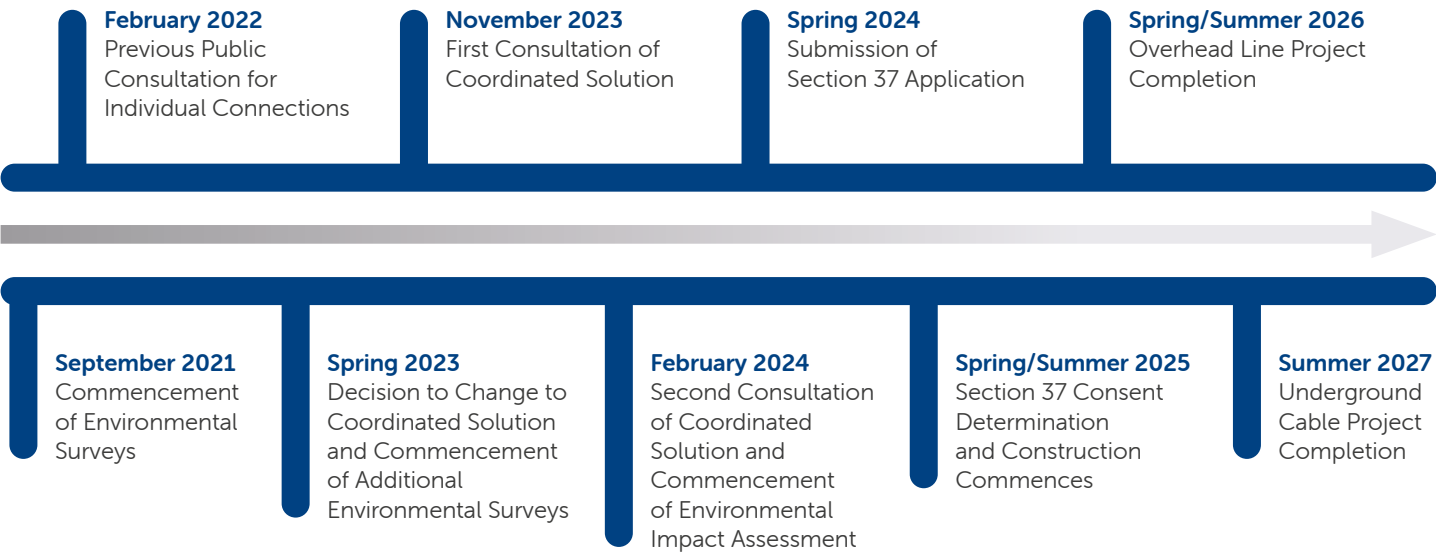 February 2022
Previous Public
Consultation for
Individual Connections
November 2023
First Consultation of
Coordinated Solution
Spring 2024
Submission of
Section 37 Application
Spring/Summer 2026
Overhead Line Project
Completion
September 2021
Commencement
of Environmental
Surveys
Spring 2023
Decision to Change to
Coordinated Solution
and Commencement
of Additional
Environmental Surveys
February 2024
Second Consultation
of Coordinated
Solution and
Commencement
of Environmental
Impact Assessment
Spring/Summer 2025
Section 37 Consent
Determination
and Construction
Commences
Summer 2027
Underground
Cable Project
Completion